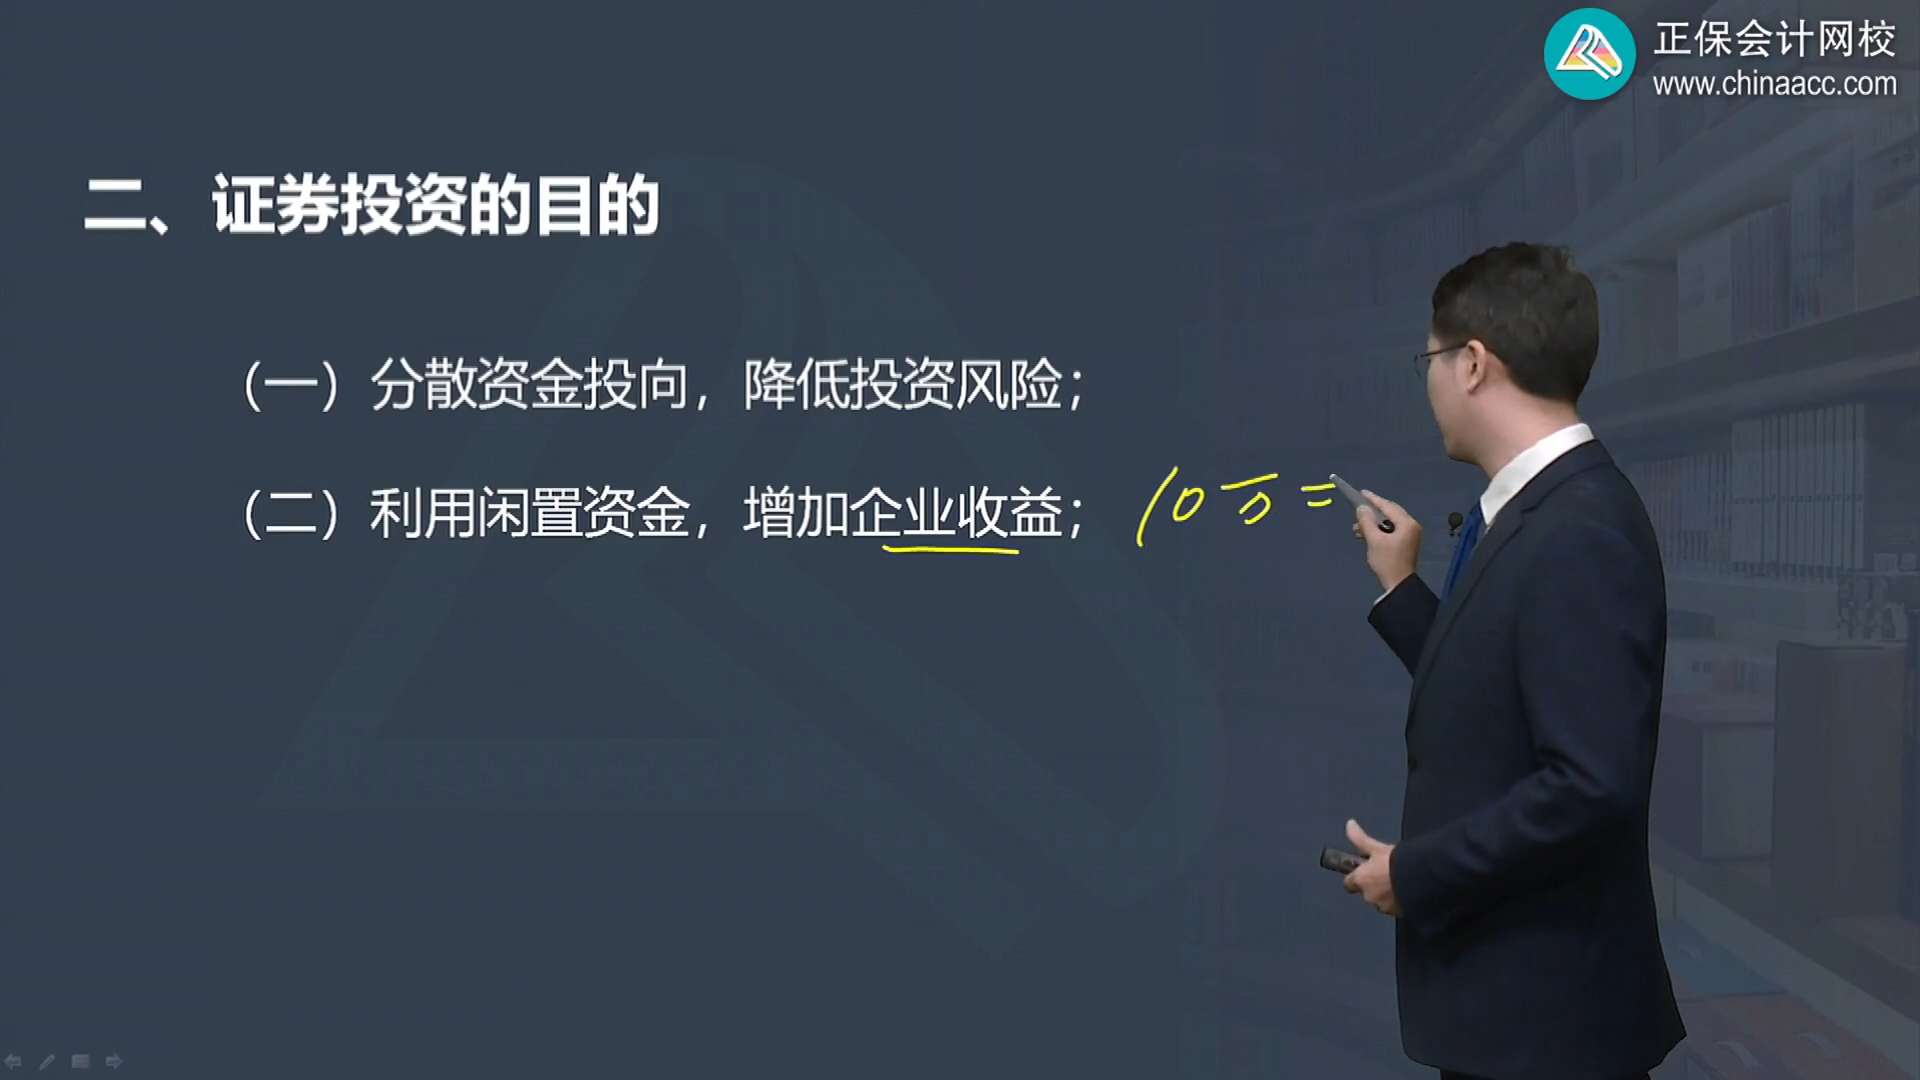 正保会计网校
www.chinaacc.com
二、证券投资的目的
（一）分散资金投向，降低投资风险；
（二）利用闲置资金，增加企业收益；10万=